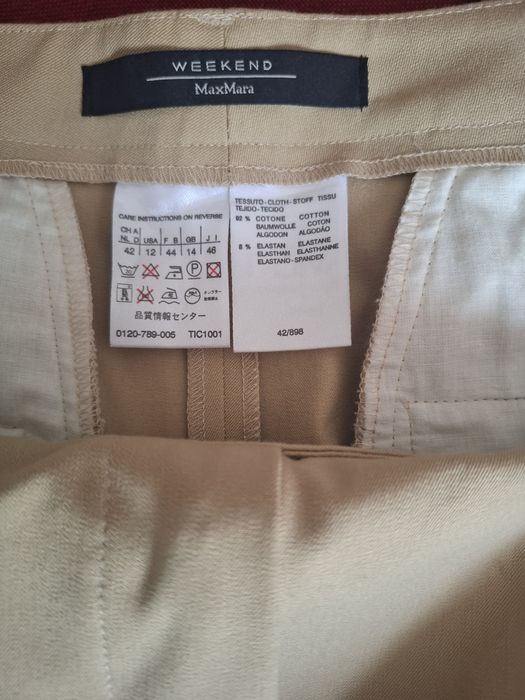 WEEKEND
MaxMara
CARE INSTRUCTIONS ON REVERSE
CH A
NL D USA F B GB J I
42 12 44 14 46
P
品質情報センター
0120-789-005 TIC1001
TESSUTO-CLOTH-STOFF TISSU
TEJIDO-TECIDO
92 % COTONE COTTON
BAUMWOLLE COTON
ALGODON ALGODÃO
8 % ELASTAN ELASTANE
ELASTHAN ELASTHANNE
ELASTANO-SPANDEX
42/898